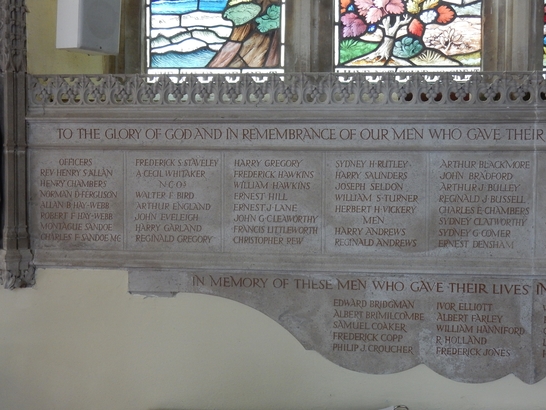 TO THE GLORY OF GOD AND IN REMEMBRANCE OF OUR MEN WHO GAVE THEIR
OFFICERS
REV HENRY S. ALLAN
HENRY CHAMBERS
NORMAN D. FERGUSON
ALLAN B. HAY-WEBB
ROBERT F. HAY-WEBB
MONTAGUE SANDOE
CHARLES F. SANDOE MC
FREDERICK S. STAVELEY
A. CECIL WHITAKER
N.C.O.
WALTER F. BIRD
ARTHUR ENGLAND
JOHN EVELEIGH
HARRY GARLAND
REGINALD GREGORY
HARRY GREGORY
FREDERICK HAWKINS
WILLIAM HAWKINS
ERNEST HILL
ERNEST J. LANE
JOHN G. CLEAWORTHY
FRANCIS LITTLEWORTH
CHRISTOPHER REW
SYDNEY H. RUTLEY
HARRY SAUNDERS
JOSEPH SELDON
WILLIAM S. TURNER
HERBERT H. VICKERY
MEN
HARRY ANDREWS
REGINALD ANDREWS
ARTHUR BLACKMORE
JOHN BRADFORD
ARTHUR J. BULLEY
REGINALD J. BUSSELL
CHARLES E. CHAMBERS
SYDNEY CLATWORTHY
SYDNEY G. COMER
ERNEST DENSHAM
IN MEMORY OF THESE MEN WHO GAVE THEIR LIVES IN
EDWARD BRIDGMAN
ALBERT BRIMILCOMBE
SAMUEL COAKER
FREDERICK COPP
PHILIP J. CROUCHER
IVOR ELLIOTT
ALBERT FARLEY
WILLIAM HANNIFORD
R. HOLLAND
FREDERICK JONES